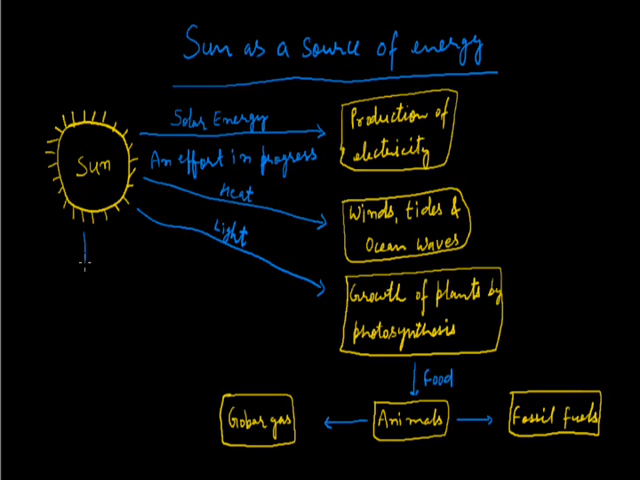 Sun as a source of energy
Solar Energy
Production of
electricity
Sun
An effort in progress
Heat
Winds, tides &
Ocean waves
Light
Growth of plants by
photosynthesis
Food
Gobar gas
Animals
Fossil fuels